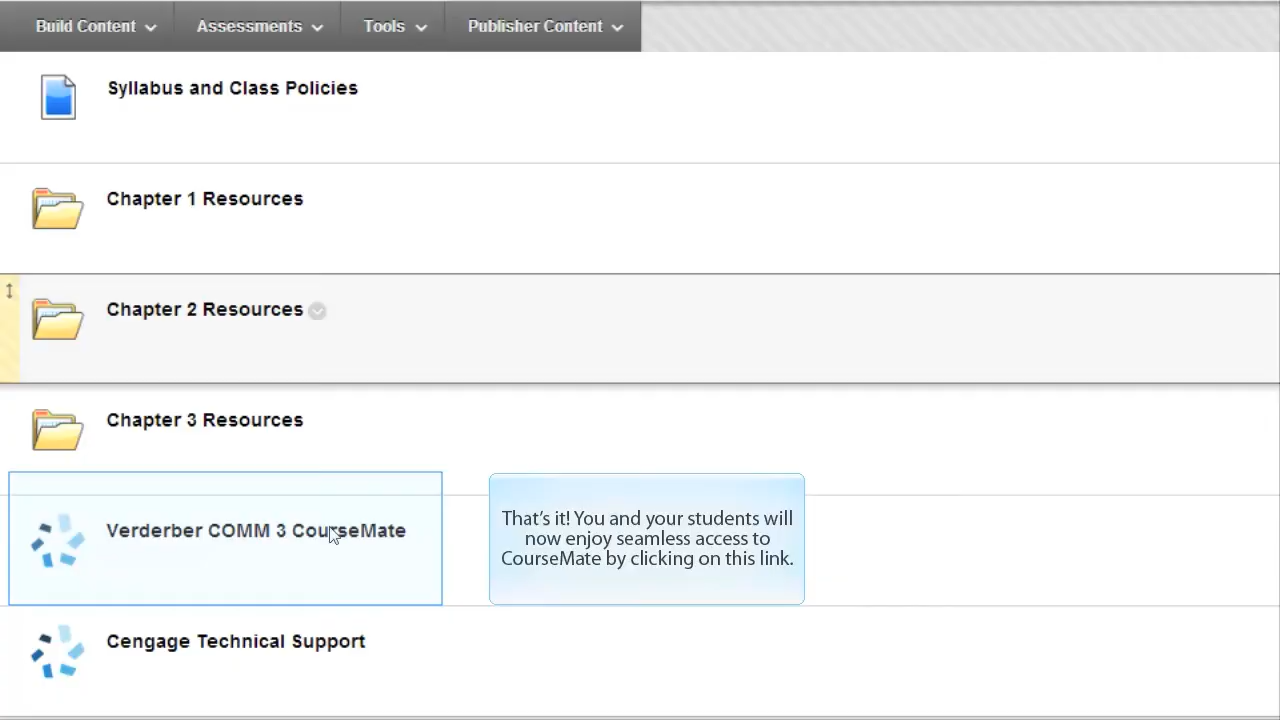 Build Content Assessments Tools Publisher Content
Syllabus and Class Policies
Chapter 1 Resources
Chapter 2 Resources
Chapter 3 Resources
Verderber COMM 3 CourseMate
That's it! You and your students will
now enjoy seamless access to
CourseMate by clicking on this link.
Cengage Technical Support